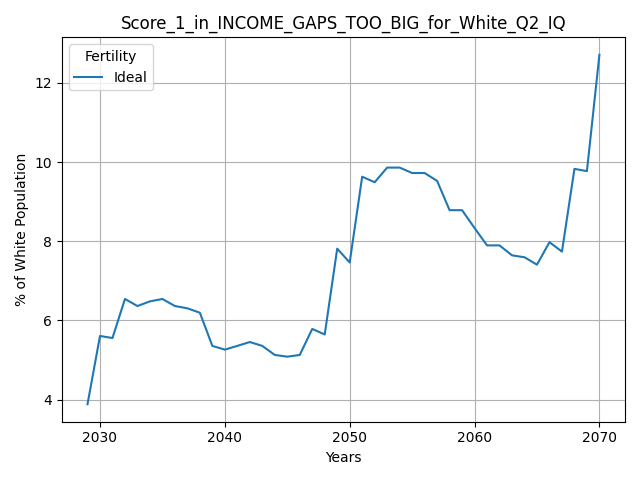 Score_1_in_INCOME_GAPS_TOO_BIG_for_White_Q2_IQ
Fertility
Ideal
% of White Population
12
10
8
6
4
2030 2040 2050 2060 2070
Years